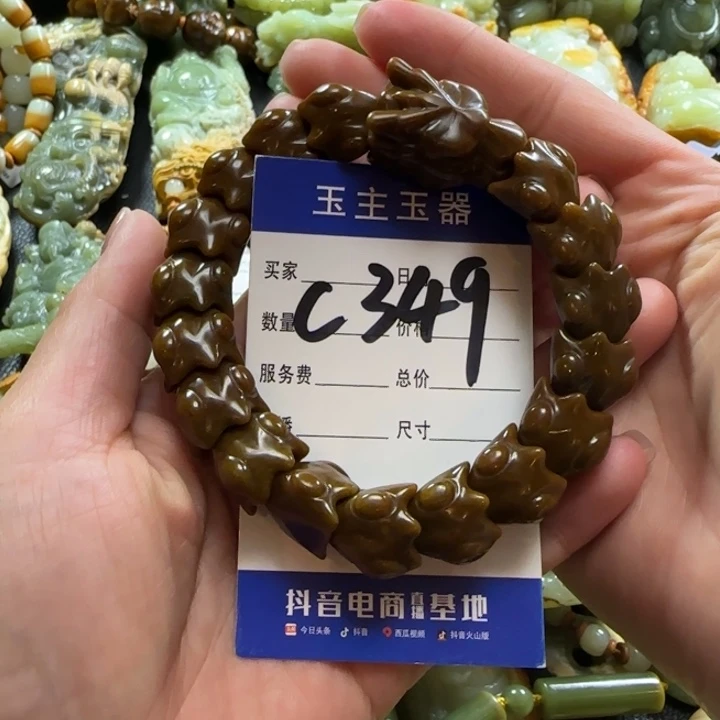 玉主玉器
买家 日
数量 价格
C349
服务费 总价
尺寸
抖音电商直播基地
今日头条 抖音 西瓜视频 抖音火山版